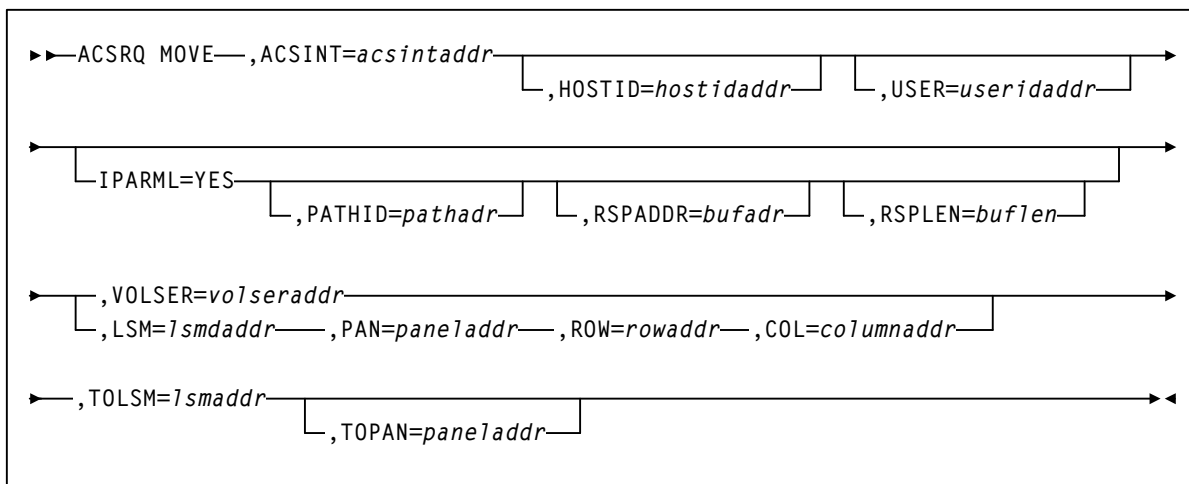 ACSRQ MOVE ,ACSINT=acsintaddr
,HOSTID=hostidaddr ,USER=useridaddr
IPARML=YES
,PATHID=pathadr ,RSPADDR=bufadr ,RSPLEN=buflen
,VOLSER=volseraddr
,LSM=lsmdaddr ,PAN=paneladdr ,ROW=rowaddr ,COL=columnaddr
,TOLSM=lsmaddr
,TOPAN=paneladdr